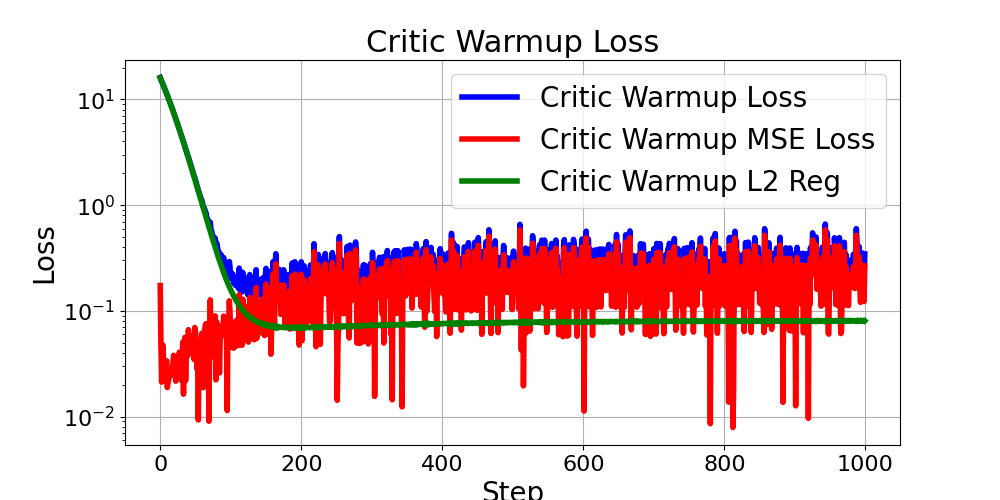 Critic Warmup Loss
Critic Warmup Loss
Critic Warmup MSE Loss
Critic Warmup L2 Reg
Loss
10¹
10⁰
10⁻¹
10⁻²
0 200 400 600 800 1000
Step